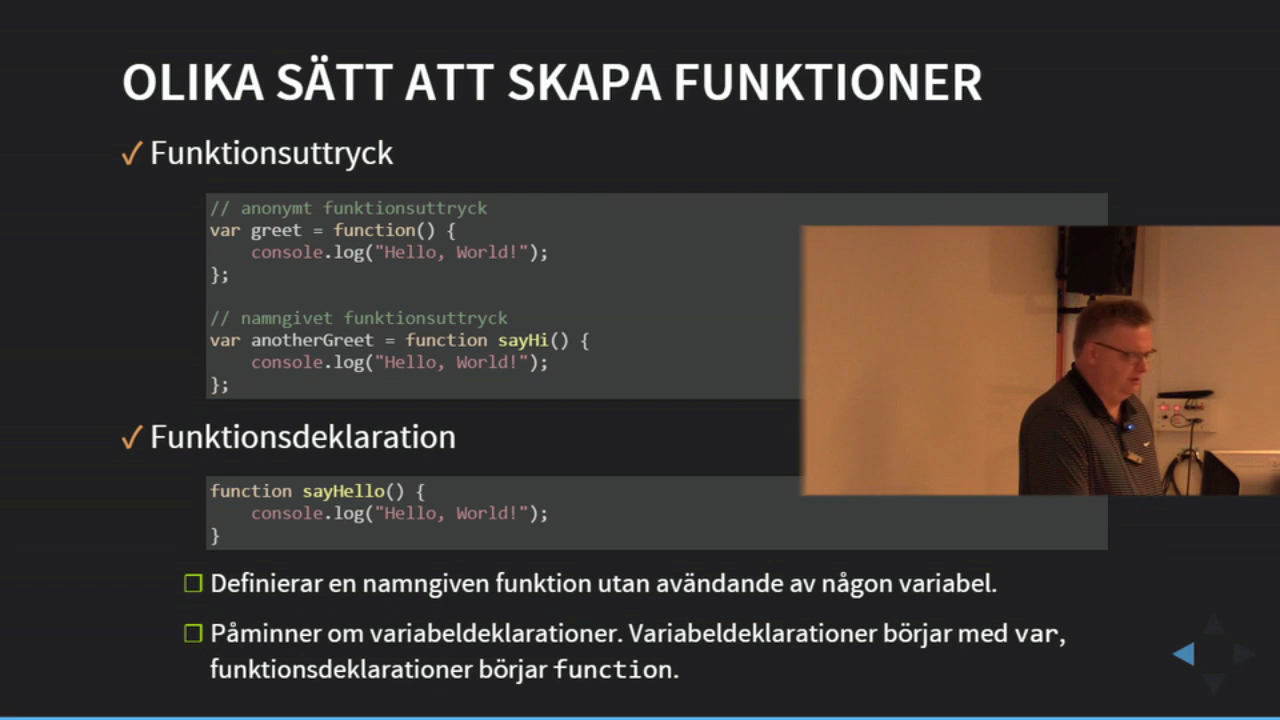 OLIKA SÄTT ATT SKAPA FUNKTIONER
✓ Funktionsuttryck
// anonymt funktionsuttryck
var greet = function() {
    console.log("Hello, World!");
};
// namngivet funktionsuttryck
var anotherGreet = function sayHi() {
    console.log("Hello, World!");
};
✓ Funktionsdeklaration
function sayHello() {
    console.log("Hello, World!");
}
❐ Definierar en namngiven funktion utan avändande av någon variabel.
❐ Påminner om variabeldeklarationer. Variabeldeklarationer börjar med var,
funktionsdeklarationer börjar function.